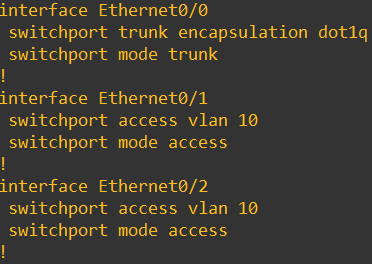 interface Ethernet0/0
 switchport trunk encapsulation dot1q
 switchport mode trunk
!
interface Ethernet0/1
 switchport access vlan 10
 switchport mode access
!
interface Ethernet0/2
 switchport access vlan 10
 switchport mode access
!